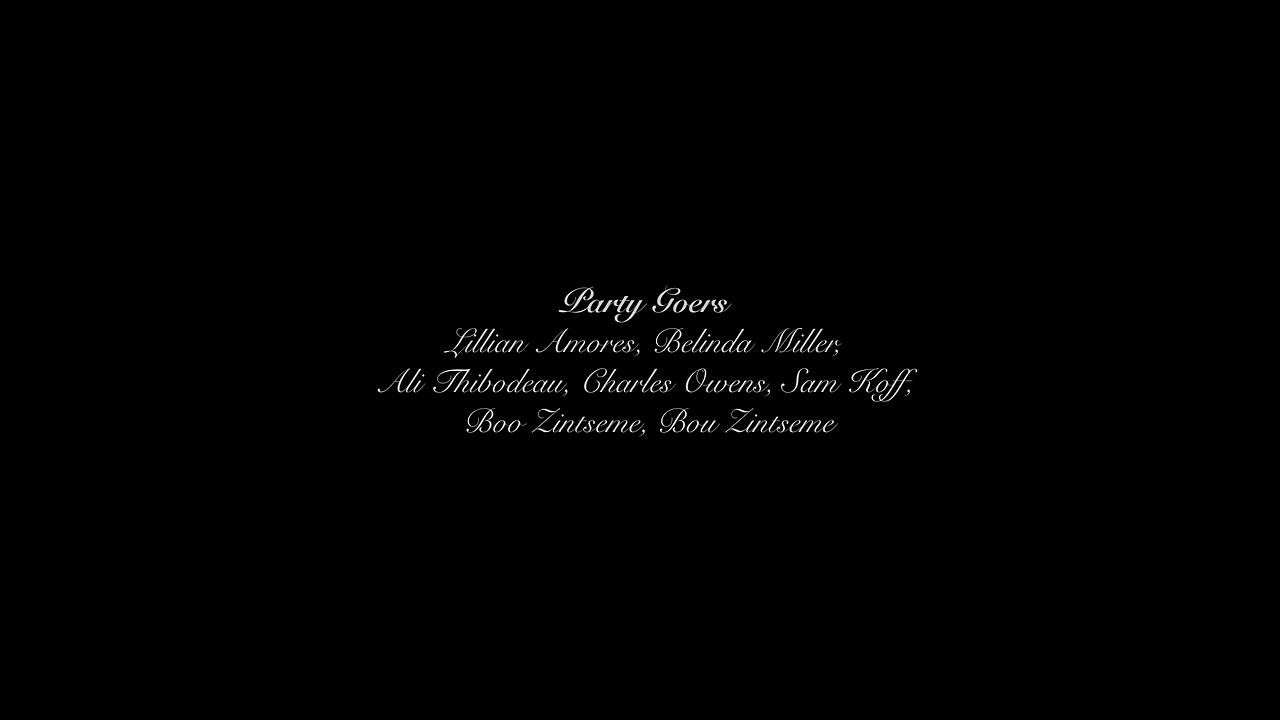 Party Goers
Lillian Amores, Belinda Miller,
Ali Thibodeau, Charles Owens, Sam Koff,
Boo Zintseme, Bou Zintseme